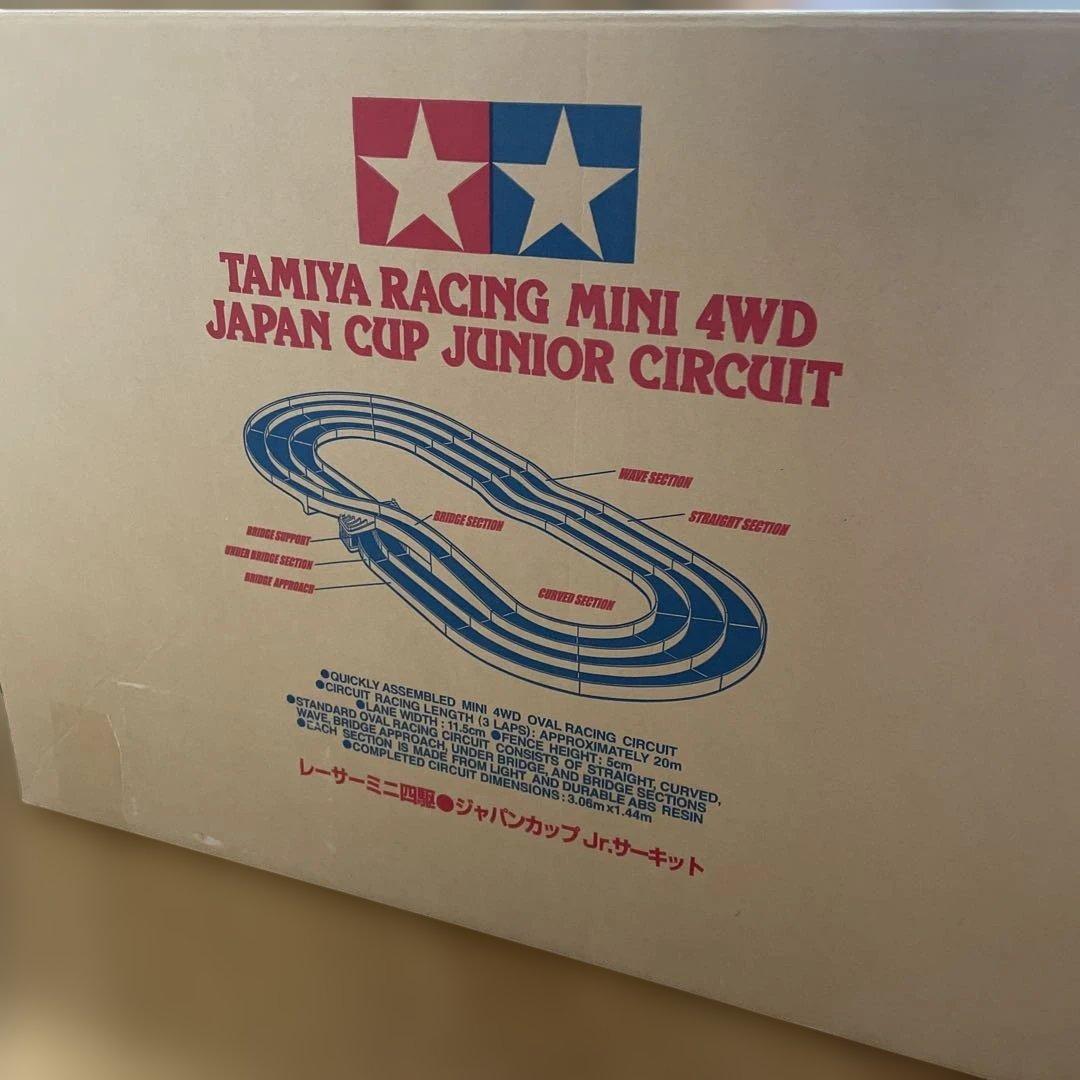 TAMIYA RACING MINI 4WD
JAPAN CUP JUNIOR CIRCUIT
WAVE SECTION
STRAIGHT SECTION
BRIDGE SECTION
BRIDGE SUPPORT
UNDER BRIDGE SECTION
BRIDGE APPROACH
CURVED SECTION
●QUICKLY ASSEMBLED MINI 4WD OVAL RACING CIRCUIT
●CIRCUIT RACING LENGTH (3 LAPS): APPROXIMATELY 20m
●LANE WIDTH : 11.5cm ●FENCE HEIGHT : 5cm
●STANDARD OVAL RACING CIRCUIT CONSISTS OF STRAIGHT, CURVED,
WAVE, BRIDGE APPROACH, UNDER BRIDGE, AND BRIDGE SECTIONS
●EACH SECTION IS MADE FROM LIGHT AND DURABLE ABS RESIN
●COMPLETED CIRCUIT DIMENSIONS : 3.06m×1.44m
レーサーミニ四駆●ジャパンカップJr.サーキット